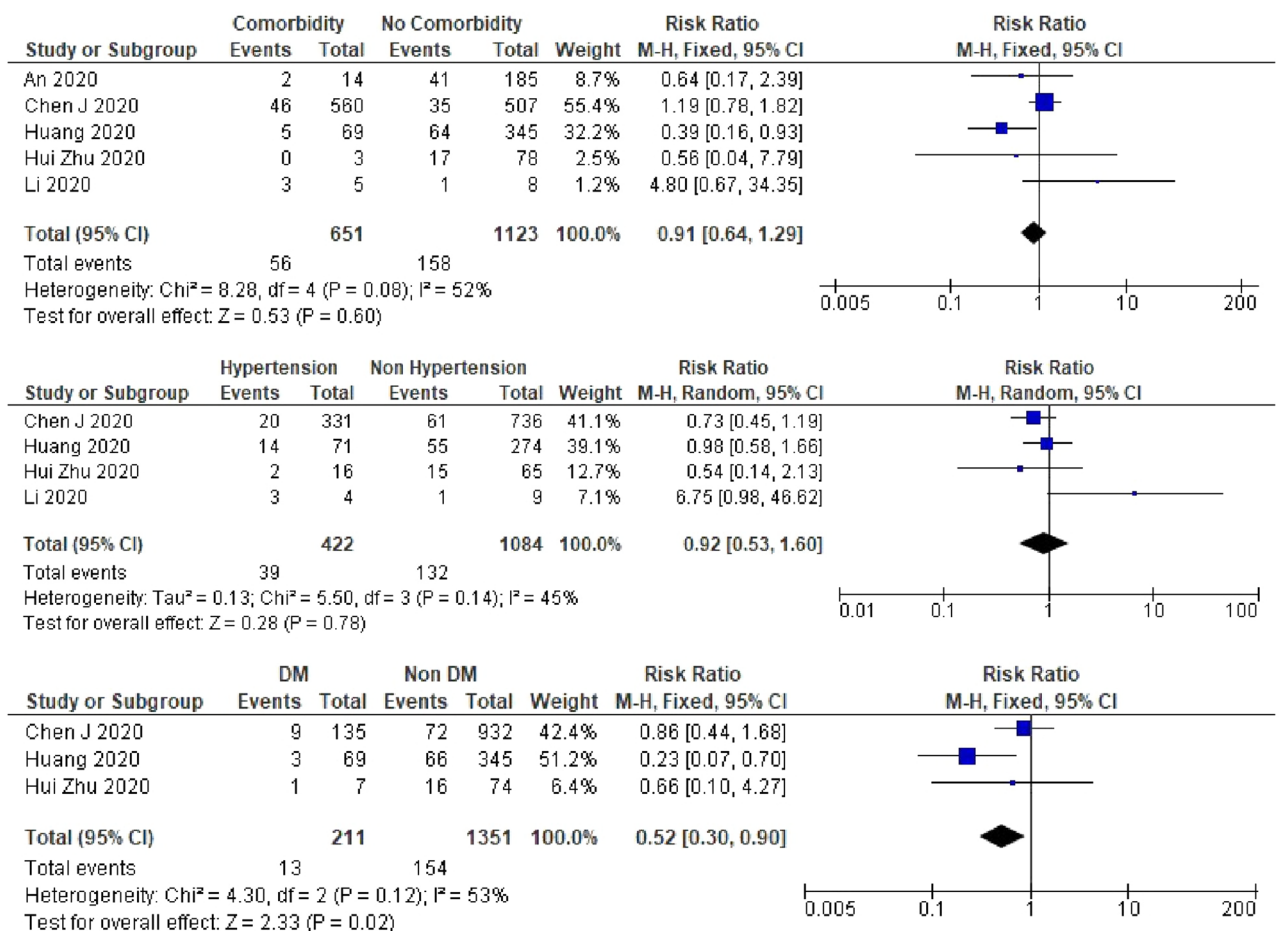 Comorbidity No Comorbidity Risk Ratio Risk Ratio
Study or Subgroup Events Total Events Total Weight M-H, Fixed, 95% CI M-H, Fixed, 95% CI
An 2020 2 14 41 185 8.7% 0.64 [0.17, 2.39]
Chen J 2020 46 560 35 507 55.4% 1.19 [0.78, 1.82]
Huang 2020 5 69 64 345 32.2% 0.39 [0.16, 0.93]
Hui Zhu 2020 0 3 17 78 2.5% 0.56 [0.04, 7.79]
Li 2020 3 5 1 8 1.2% 4.80 [0.67, 34.35]
Total (95% CI) 651 1123 100.0% 0.91 [0.64, 1.29]
Total events 56 158
Heterogeneity: Chi² = 8.28, df = 4 (P = 0.08); I² = 52%
Test for overall effect: Z = 0.53 (P = 0.60)
0.005 0.1 1 10 200
Hypertension Non Hypertension Risk Ratio Risk Ratio
Study or Subgroup Events Total Events Total Weight M-H, Random, 95% CI M-H, Random, 95% CI
Chen J 2020 20 331 61 736 41.1% 0.73 [0.45, 1.19]
Huang 2020 14 71 55 274 39.1% 0.98 [0.58, 1.66]
Hui Zhu 2020 2 16 15 65 12.7% 0.54 [0.14, 2.13]
Li 2020 3 4 1 9 7.1% 6.75 [0.98, 46.62]
Total (95% CI) 422 1084 100.0% 0.92 [0.53, 1.60]
Total events 39 132
Heterogeneity: Tau² = 0.13; Chi² = 5.50, df = 3 (P = 0.14); I² = 45%
Test for overall effect: Z = 0.28 (P = 0.78)
0.01 0.1 1 10 100
DM Non DM Risk Ratio Risk Ratio
Study or Subgroup Events Total Events Total Weight M-H, Fixed, 95% CI M-H, Fixed, 95% CI
Chen J 2020 9 135 72 932 42.4% 0.86 [0.44, 1.68]
Huang 2020 3 69 66 345 51.2% 0.23 [0.07, 0.70]
Hui Zhu 2020 1 7 16 74 6.4% 0.66 [0.10, 4.27]
Total (95% CI) 211 1351 100.0% 0.52 [0.30, 0.90]
Total events 13 154
Heterogeneity: Chi² = 4.30, df = 2 (P = 0.12); I² = 53%
Test for overall effect: Z = 2.33 (P = 0.02)
0.005 0.1 1 10 200